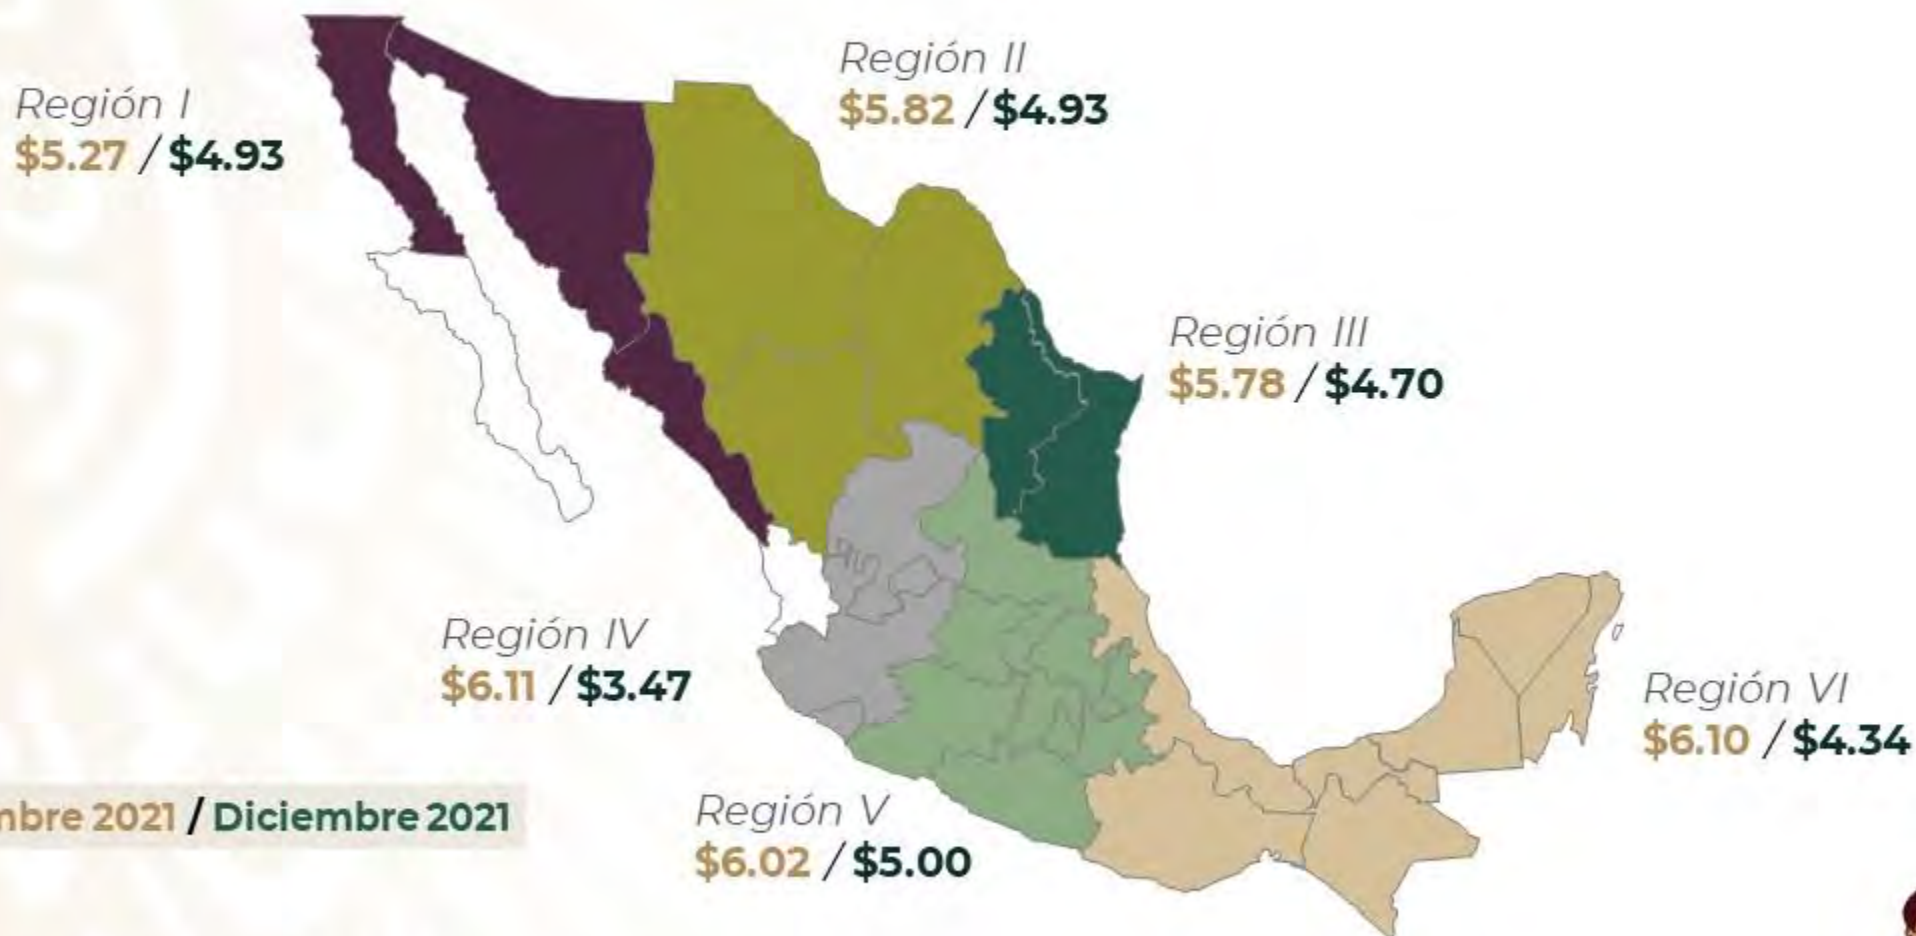 Región II
$5.82 / $4.93
Región I
$5.27 / $4.93
Región III
$5.78 / $4.70
Región IV
$6.11 / $3.47
Región VI
$6.10 / $4.34
Región V
$6.02 / $5.00
2021 / Diciembre 2021